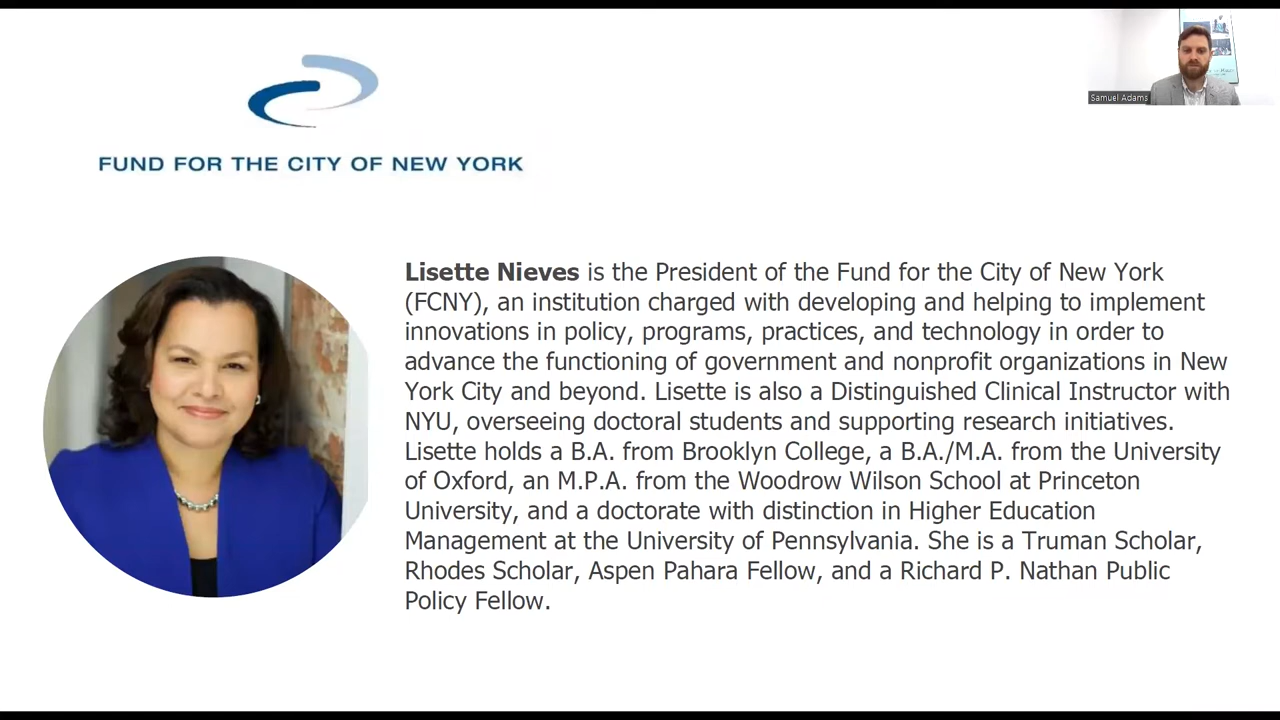 Samuel Adams
FUND FOR THE CITY OF NEW YORK
Lisette Nieves is the President of the Fund for the City of New York
(FCNY), an institution charged with developing and helping to implement
innovations in policy, programs, practices, and technology in order to
advance the functioning of government and nonprofit organizations in New
York City and beyond. Lisette is also a Distinguished Clinical Instructor with
NYU, overseeing doctoral students and supporting research initiatives.
Lisette holds a B.A. from Brooklyn College, a B.A./M.A. from the University
of Oxford, an M.P.A. from the Woodrow Wilson School at Princeton
University, and a doctorate with distinction in Higher Education
Management at the University of Pennsylvania. She is a Truman Scholar,
Rhodes Scholar, Aspen Pahara Fellow, and a Richard P. Nathan Public
Policy Fellow.